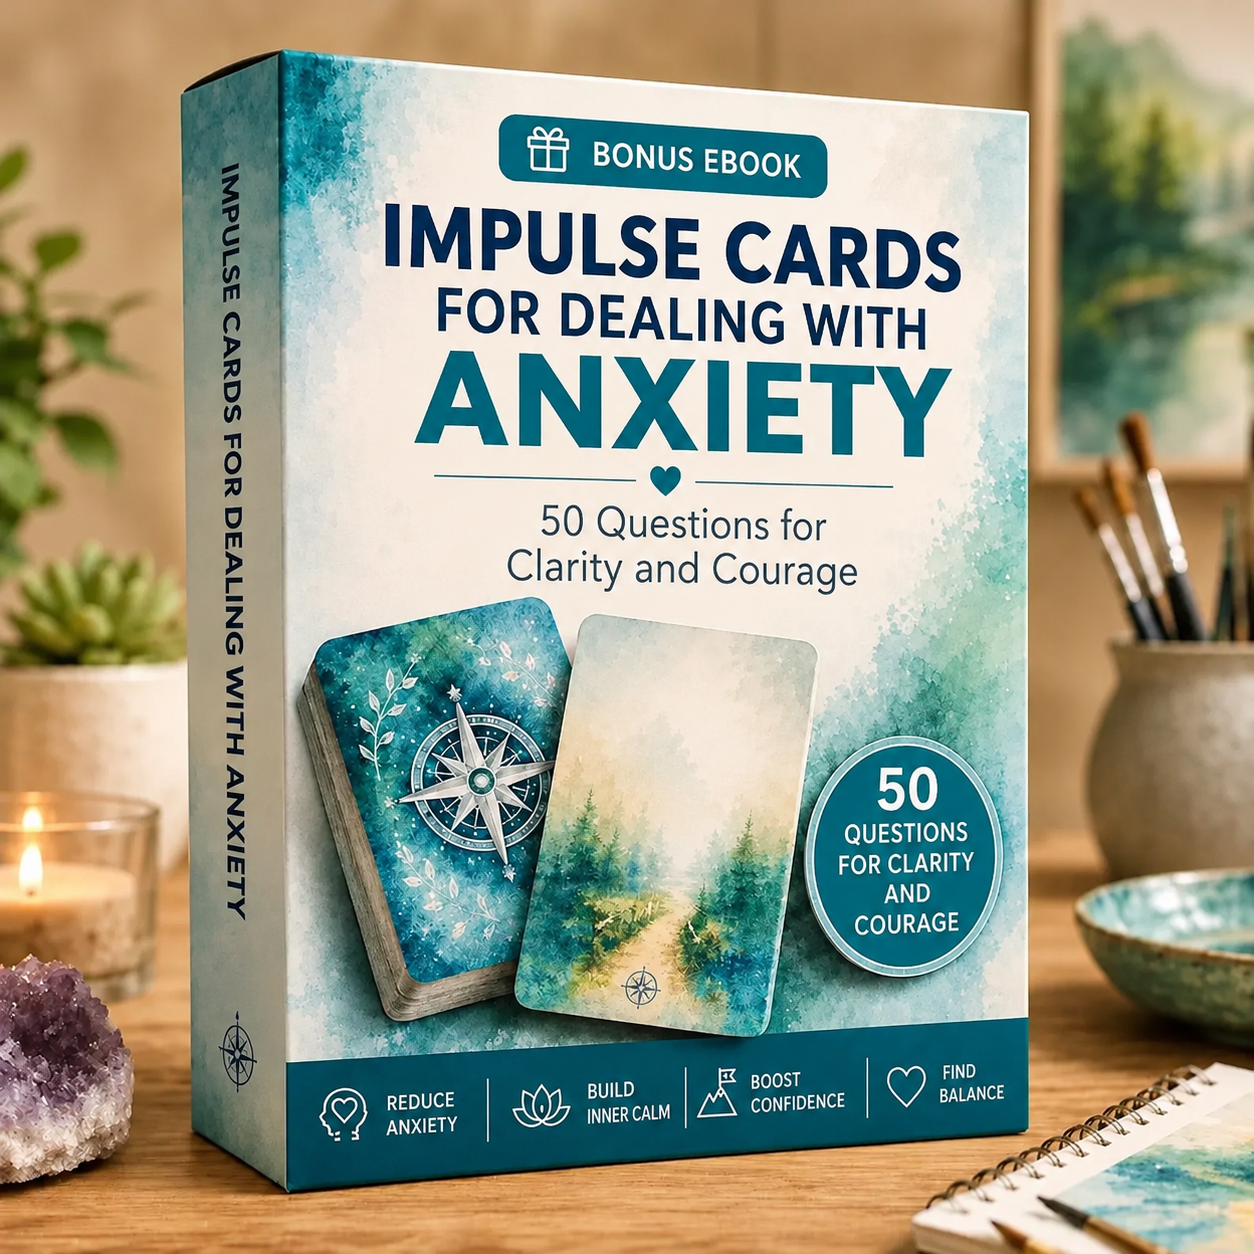 BONUS EBOOK
IMPULSE CARDS
FOR DEALING WITH
ANXIETY
50 Questions for
Clarity and Courage
50
QUESTIONS
FOR CLARITY
AND
COURAGE
REDUCE
ANXIETY
BUILD
INNER CALM
BOOST
CONFIDENCE
FIND
BALANCE
IMPULSE CARDS FOR DEALING WITH ANXIETY